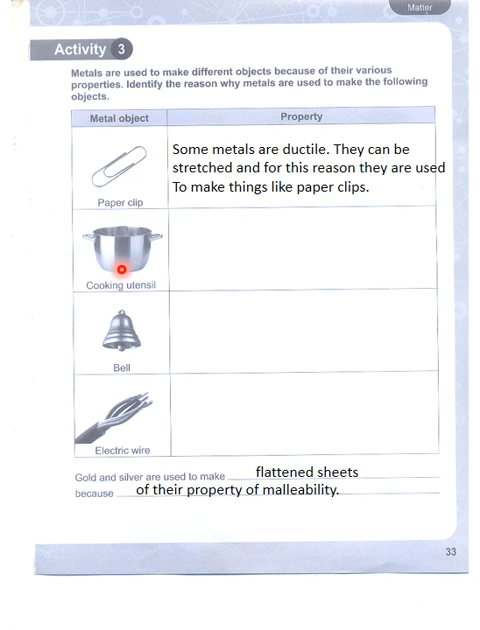 Matter
Activity 3
Metals are used to make different objects because of their various
properties. Identify the reason why metals are used to make the following
objects.
Metal object Property
Some metals are ductile. They can be
stretched and for this reason they are used
To make things like paper clips.
Paper clip
Cooking utensil
Bell
Electric wire
Gold and silver are used to make flattened sheets
because of their property of malleability.
33